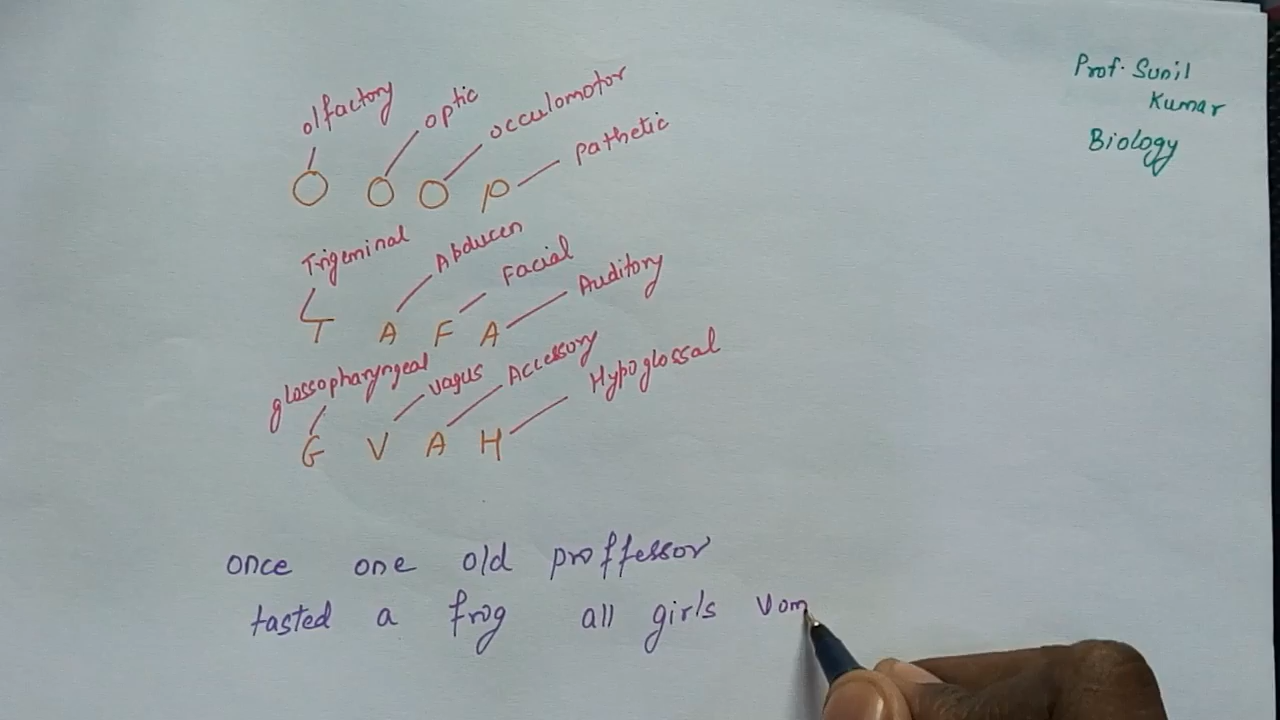 Prof. Sunil
Kumar
Biology
olfactory optic occulomotor pathetic
O O O P
Trigeminal Abducen Facial Auditory
T A F A
glossopharyngeal vagus Accessory Hypoglossal
G V A H
once one old proffessor
tasted a frog all girls vom